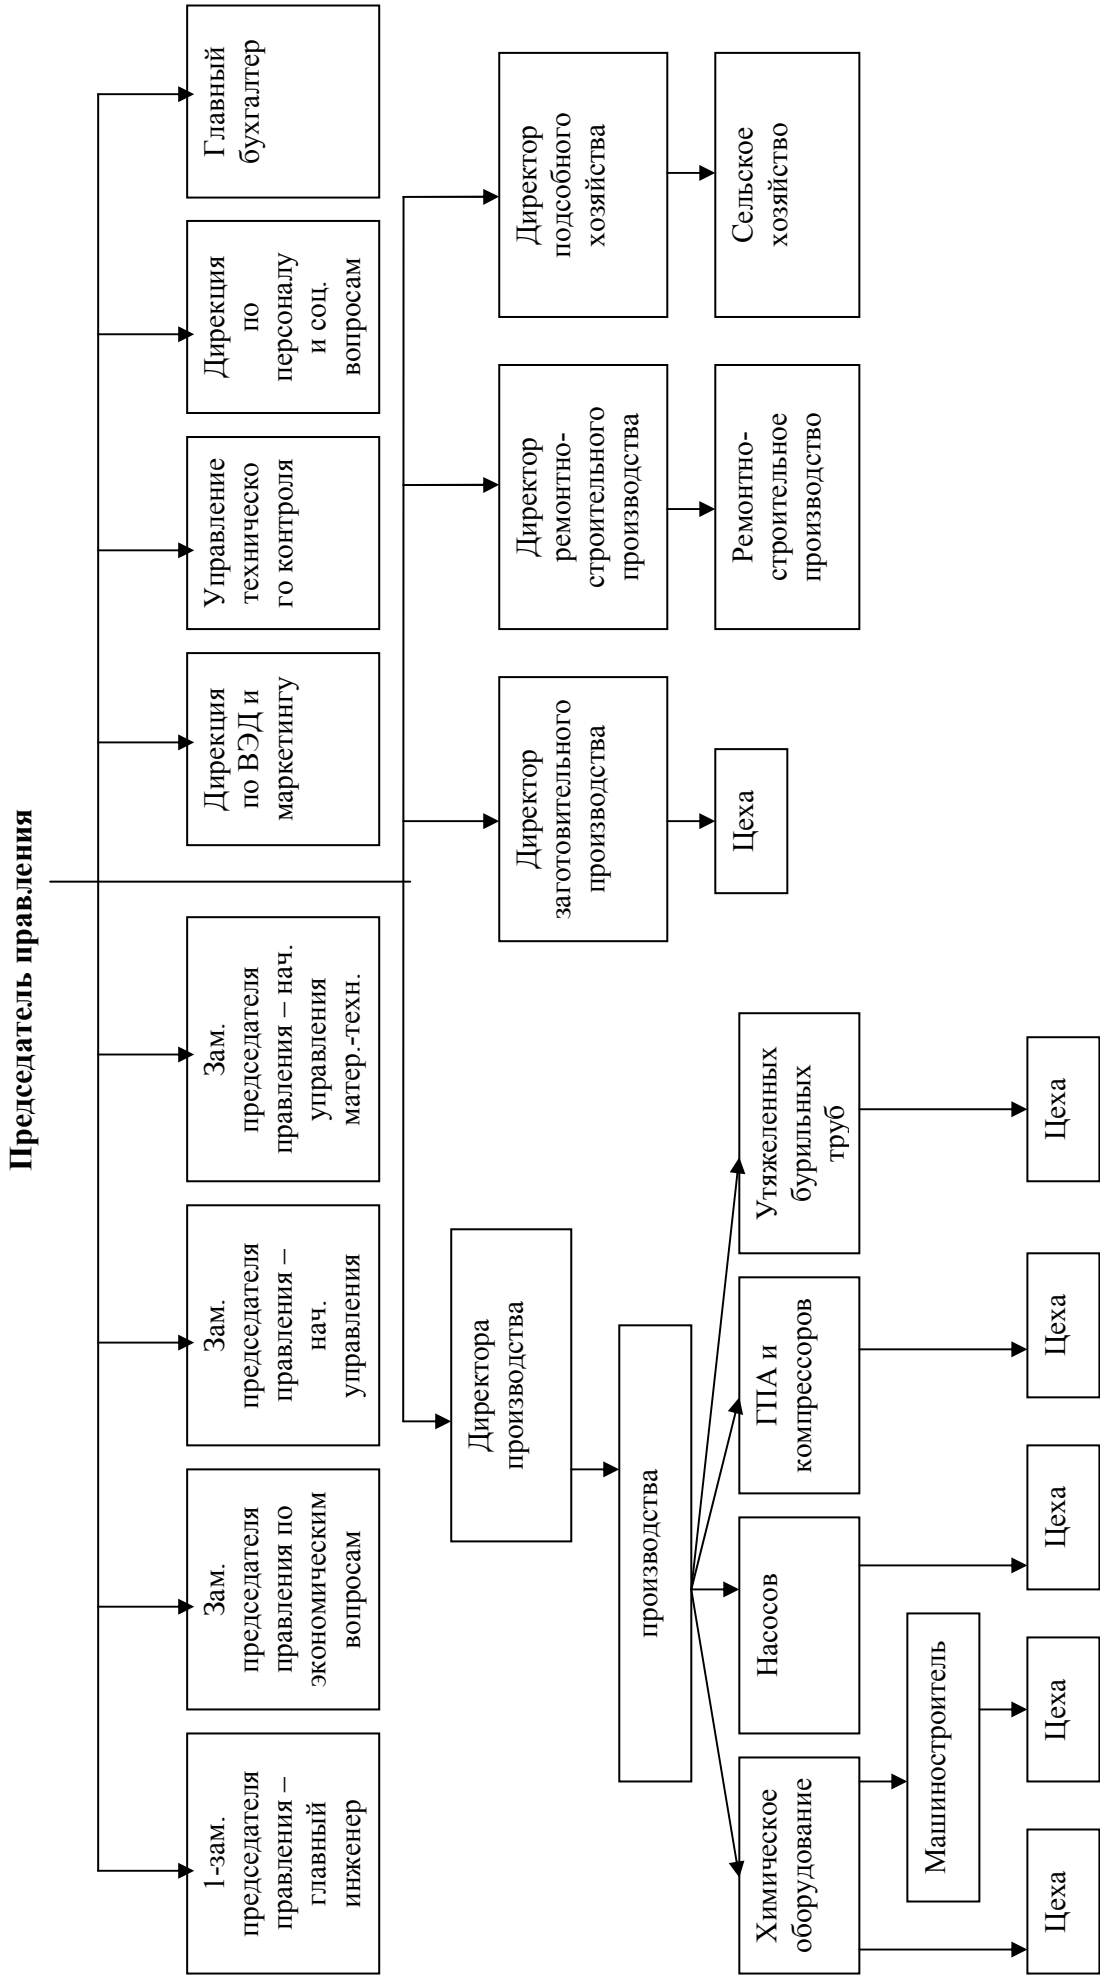 Председатель правления
1-зам.
председателя
правления –
главный
инженер
Зам.
председателя
правления по
экономическим
вопросам
Зам.
председателя
правления –
нач.
управления
Зам.
председателя
правления – нач.
управления
матер.-техн.
Дирекция
по ВЭД и
маркетингу
Управление
техническо
го контроля
Дирекция
по
персоналу
и соц.
вопросам
Главный
бухгалтер
Директора
производства
Директор
заготовительного
производства
Директор
ремонтно-
строительного
производства
Директор
подсобного
хозяйства
производства
Цеха
Ремонтно-
строительное
производство
Сельское
хозяйство
Химическое
оборудование
Насосов
ГПА и
компрессоров
Утяжеленных
бурильных
труб
Машиностроитель
Цеха
Цеха
Цеха
Цеха
Цеха